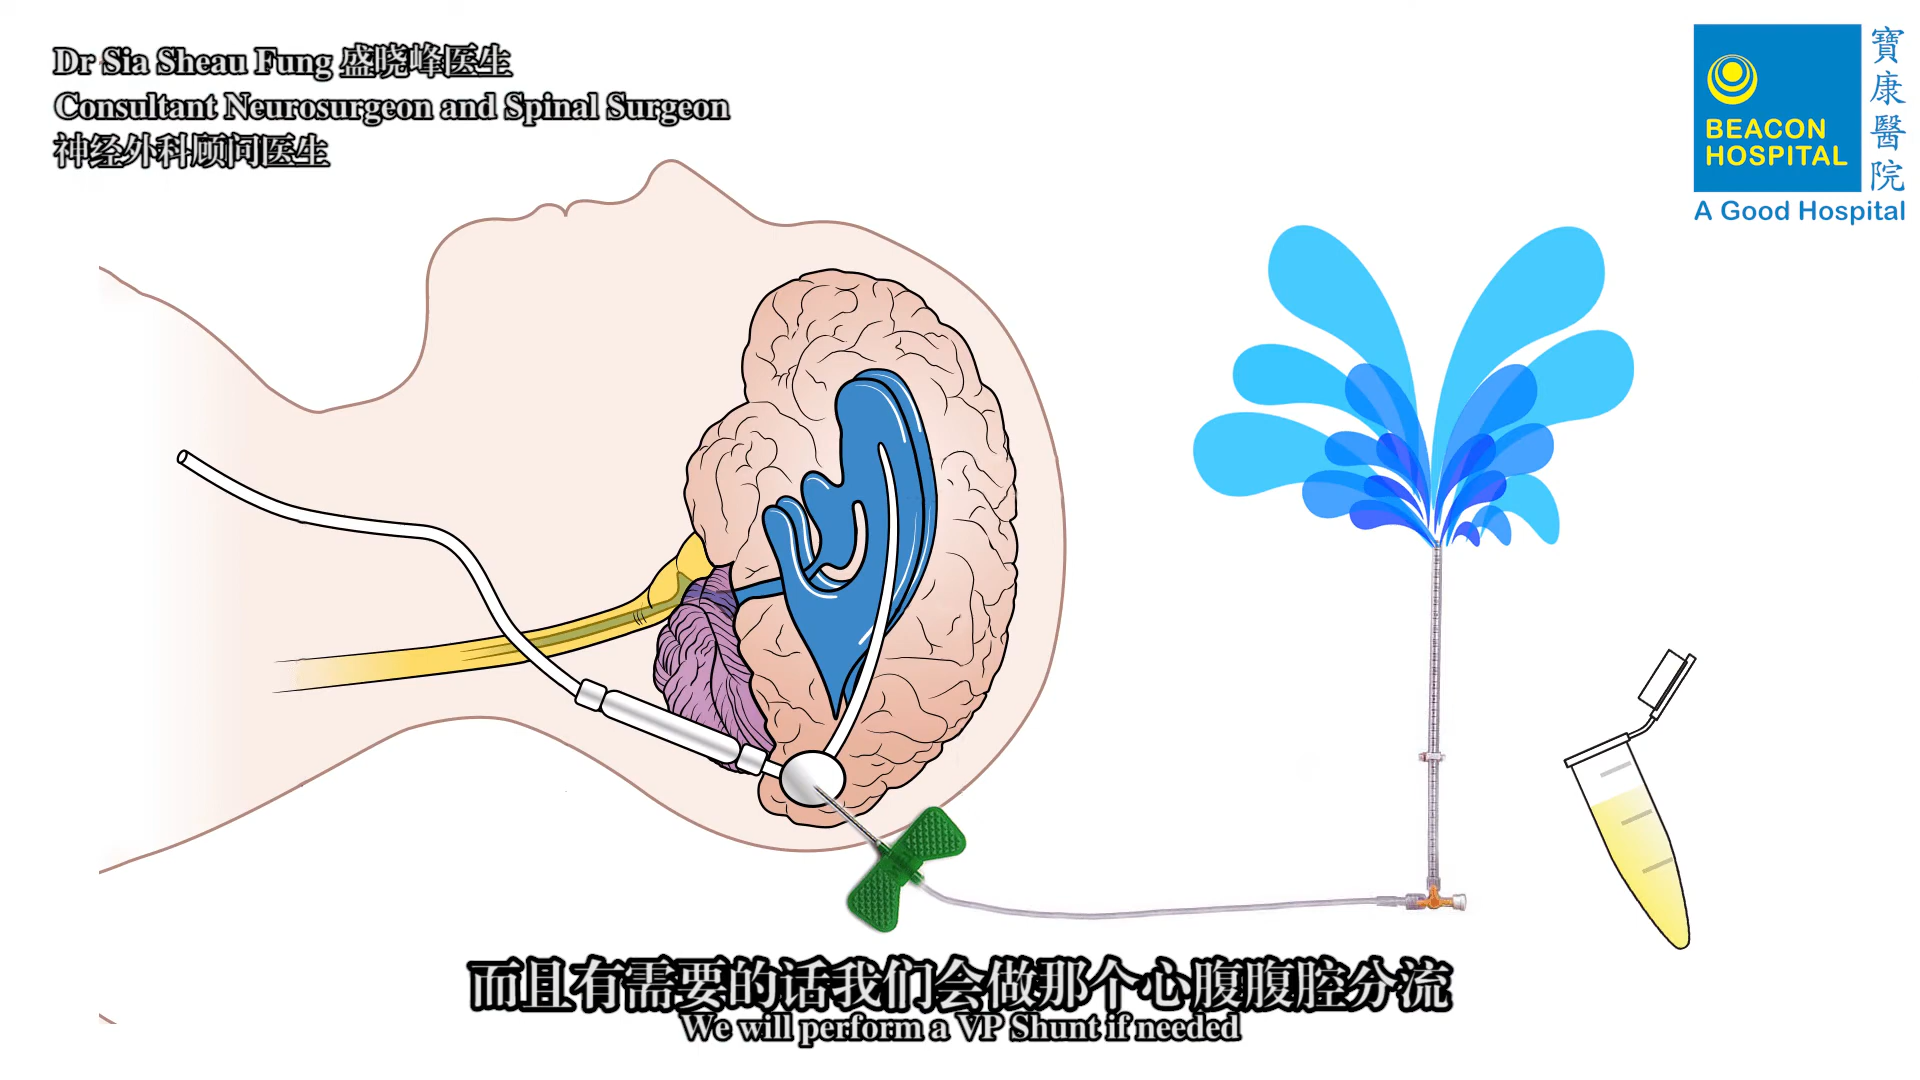 Dr Sia Sheau Fung 盛晓峰医生
Consultant Neurosurgeon and Spinal Surgeon
神经外科顾问医生
BEACON
HOSPITAL
寶康醫院
A Good Hospital
而且有需要的话我们会做那个心腹腹腔分流
We will perform a VP Shunt if needed